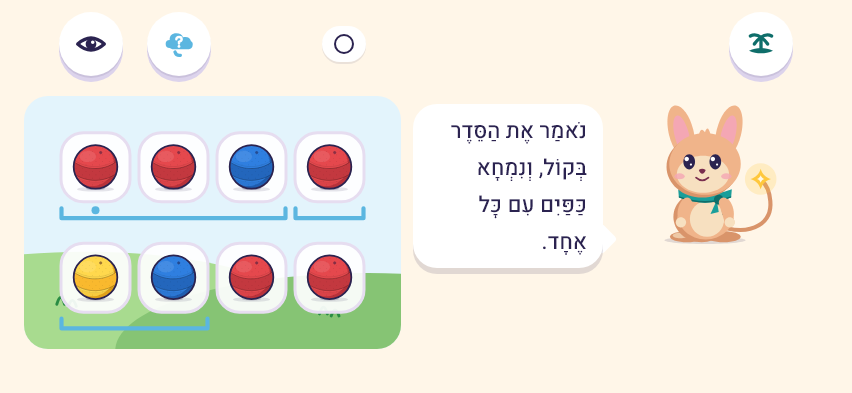 נֹאמַר אֶת הַסֵּדֶר
בְּקוֹל, וְנִמְחָא
כַּפַּיִם עִם כָּל
אֶחָד.